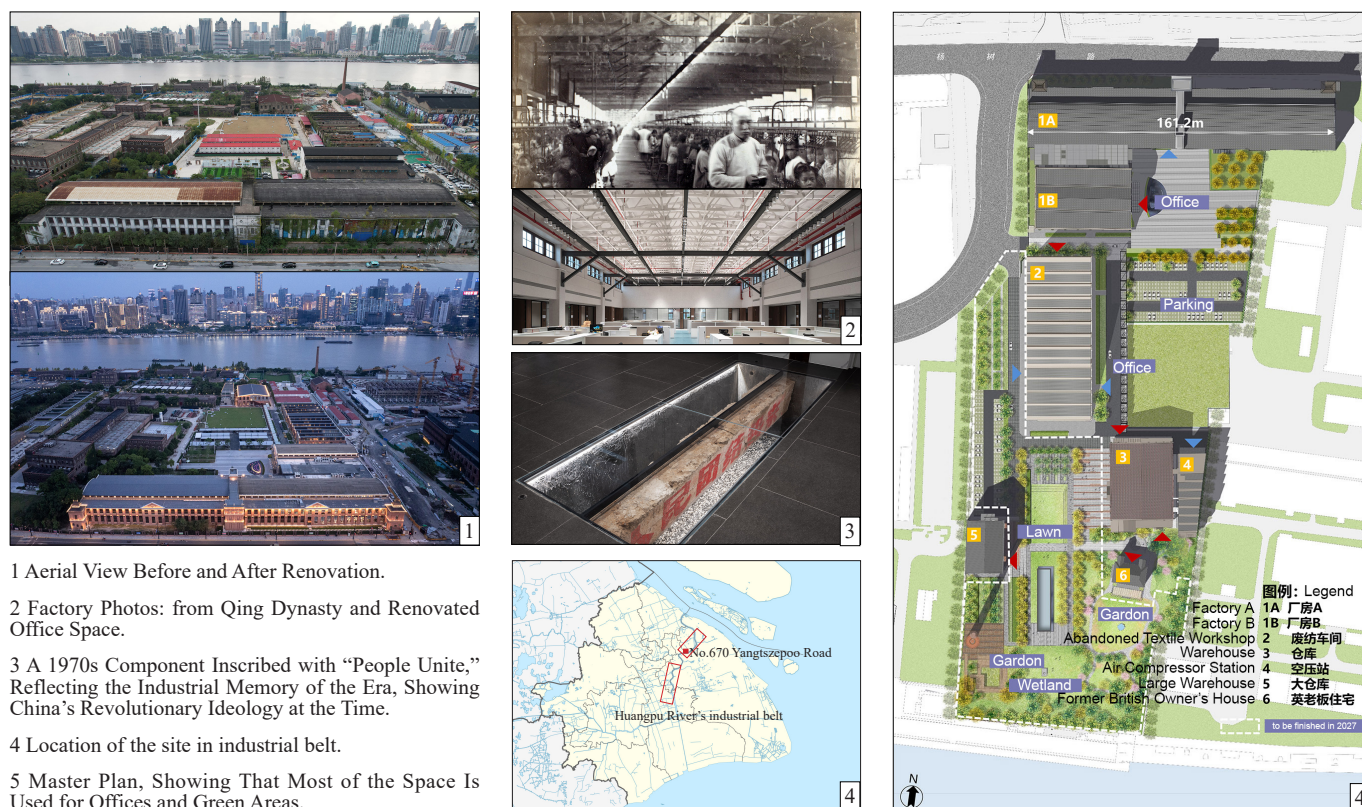 1
2
民团结
3
No.670 Yangtszepoo Road
Huangpu River's industrial belt
4
1 Aerial View Before and After Renovation.
2 Factory Photos: from Qing Dynasty and Renovated
Office Space.
3 A 1970s Component Inscribed with “People Unite,”
Reflecting the Industrial Memory of the Era, Showing
China's Revolutionary Ideology at the Time.
4 Location of the site in industrial belt.
5 Master Plan, Showing That Most of the Space Is
Used for Offices and Green Areas.
杨 树 路
1A
161.2m
1B
Office
2
Parking
Office
3
4
5
Lawn
6
图例: Legend
Gardon
Factory A 1A 厂房A
Factory B 1B 厂房B
Abandoned Textile Workshop 2 废纺车间
Warehouse 3 仓库
Gardon
Air Compressor Station 4 空压站
Wetland
Large Warehouse 5 大仓库
Former British Owner's House 6 英老板住宅
to be finished in 2027
N
4